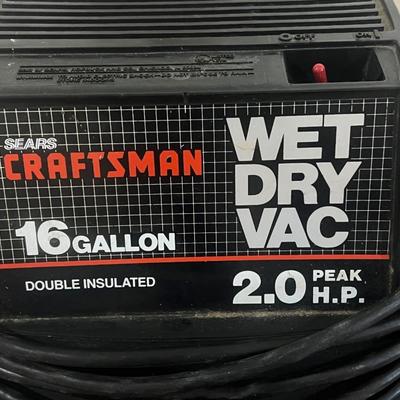 OFF ON
SEARS
CRAFTSMAN
WET
DRY
VAC
16 GALLON
DOUBLE INSULATED
2.0 PEAK
H.P.